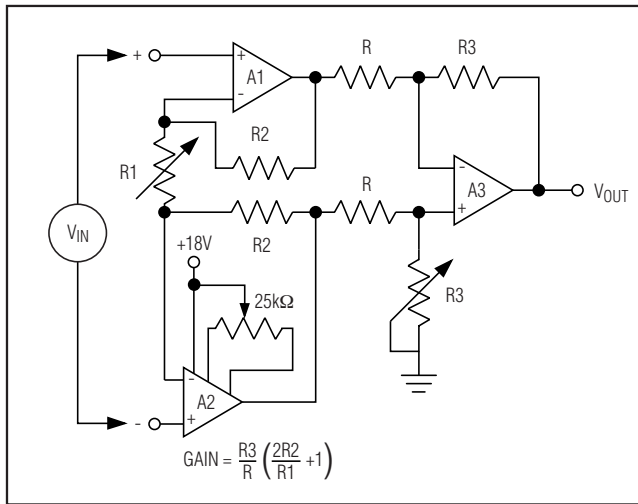 +
+
A1
-
R
R3
R2
R1
-
A3
+
VOUT
R
VIN
R2
+18V
25kΩ
R3
-
A2
+
-
GAIN = R3/R (2R2/R1 +1)